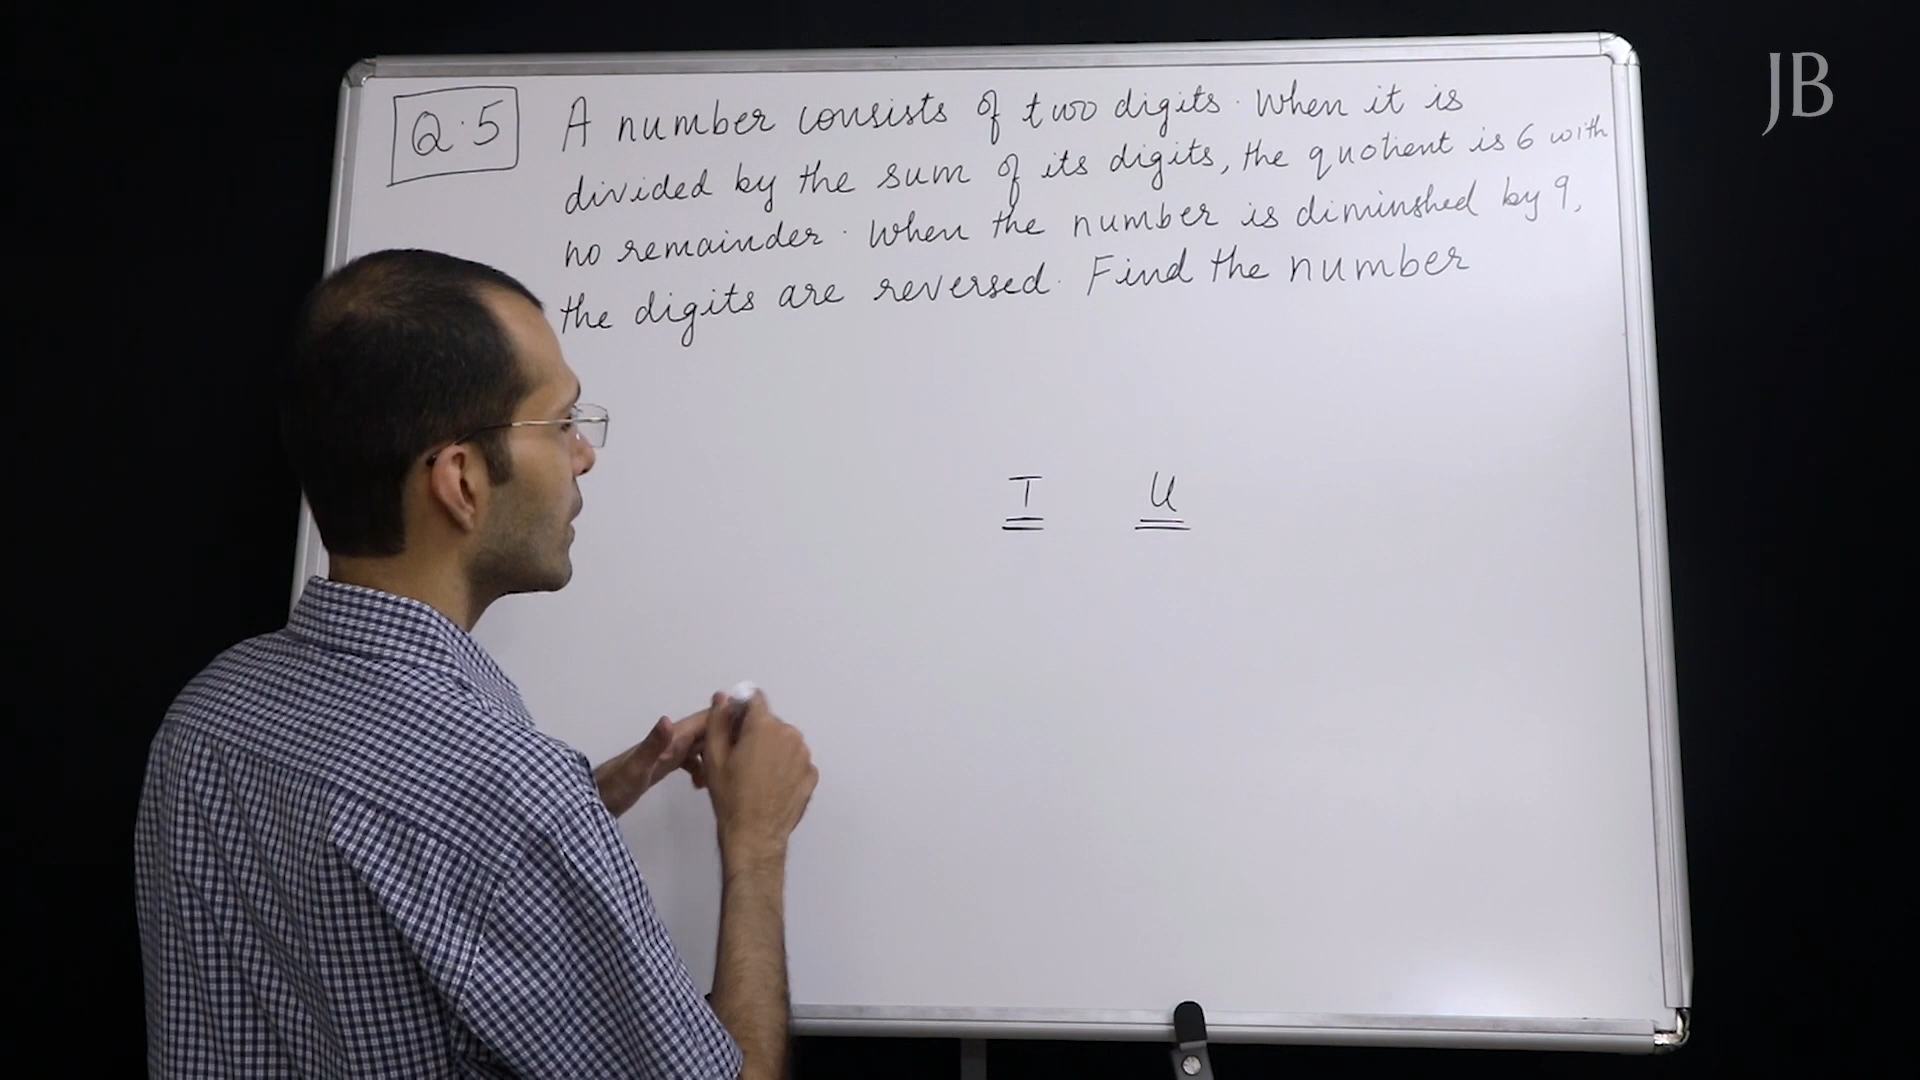 JB
Q.5 A number consists of two digits. When it is
divided by the sum of its digits, the quotient is 6 with
no remainder. When the number is diminshed by 9,
the digits are reversed. Find the number
T U